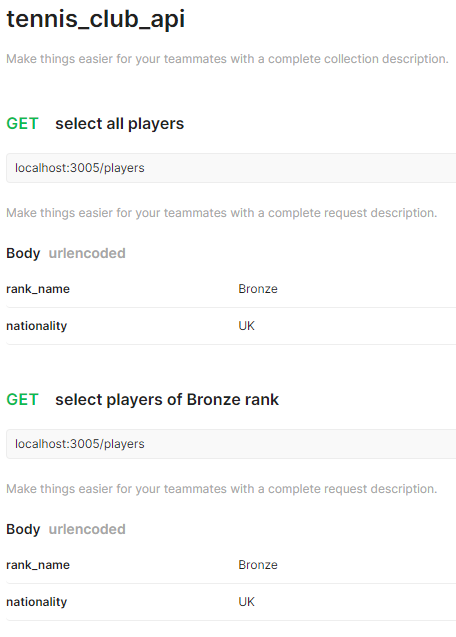 tennis_club_api
Make things easier for your teammates with a complete collection description.
GET select all players
localhost:3005/players
Make things easier for your teammates with a complete request description.
Body urlencoded
rank_name Bronze
nationality UK
GET select players of Bronze rank
localhost:3005/players
Make things easier for your teammates with a complete request description.
Body urlencoded
rank_name Bronze
nationality UK